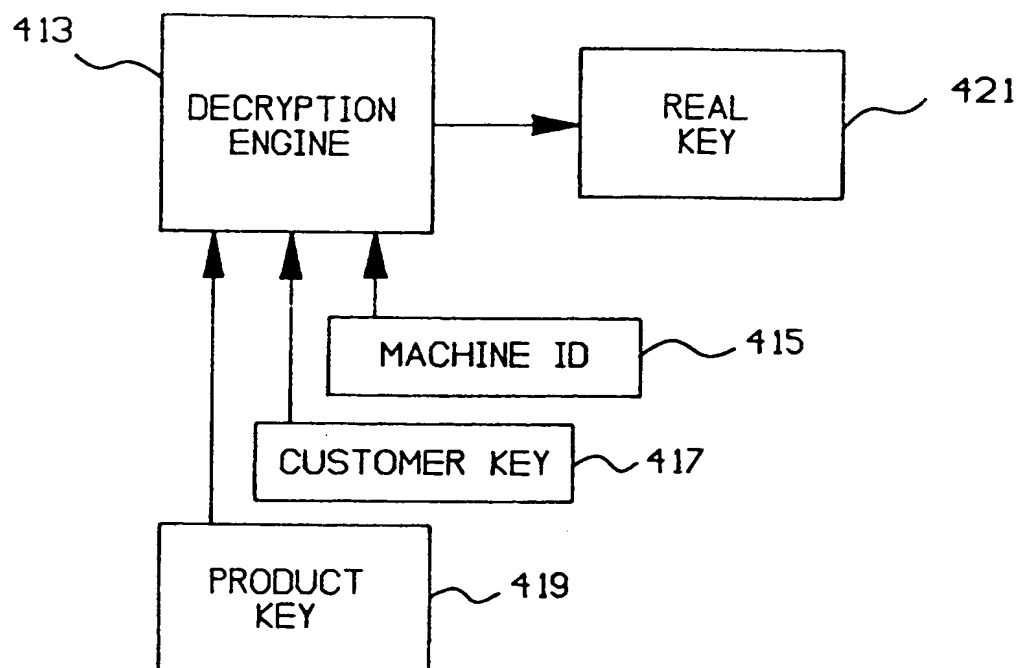 413
DECRYPTION
ENGINE
REAL
KEY
421
MACHINE ID
415
CUSTOMER KEY
417
PRODUCT
KEY
419